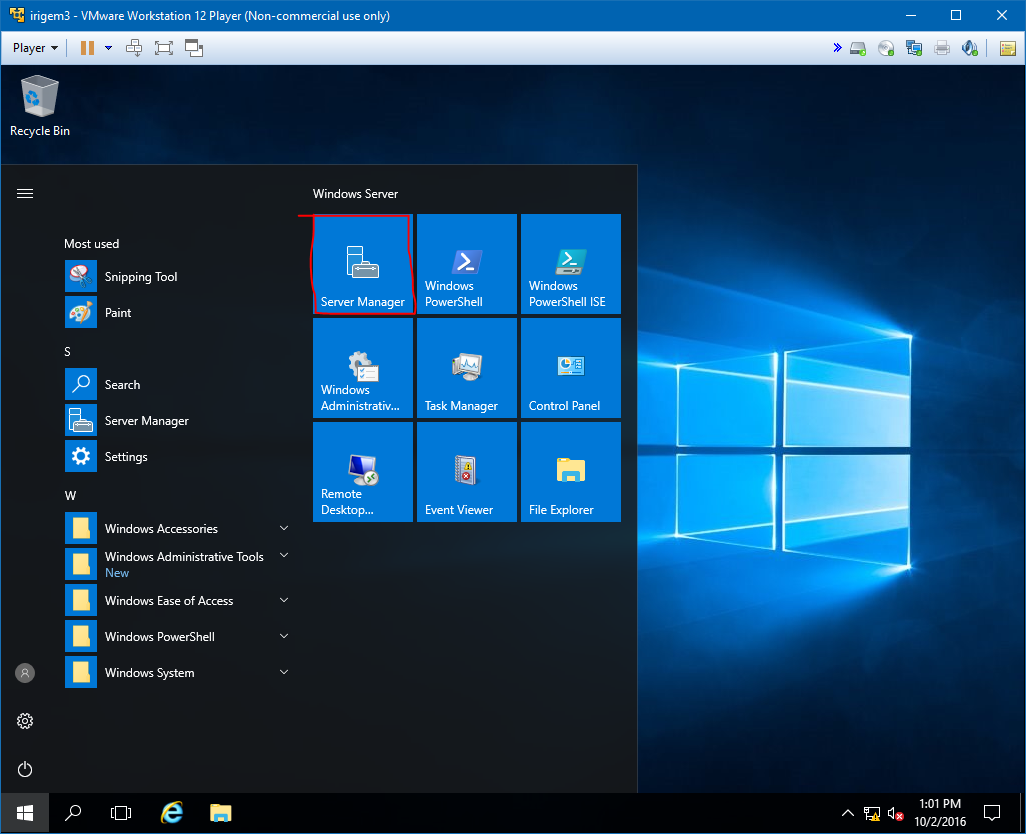 irigem3 - VMware Workstation 12 Player (Non-commercial use only)
Player
Recycle Bin
Most used
Snipping Tool
Paint
S
Search
Server Manager
Settings
W
Windows Accessories
Windows Administrative Tools
New
Windows Ease of Access
Windows PowerShell
Windows System
Windows Server
Server Manager
Windows
PowerShell
Windows
PowerShell ISE
Windows
Administrativ...
Task Manager
Control Panel
Remote
Desktop...
Event Viewer
File Explorer
1:01 PM
10/2/2016